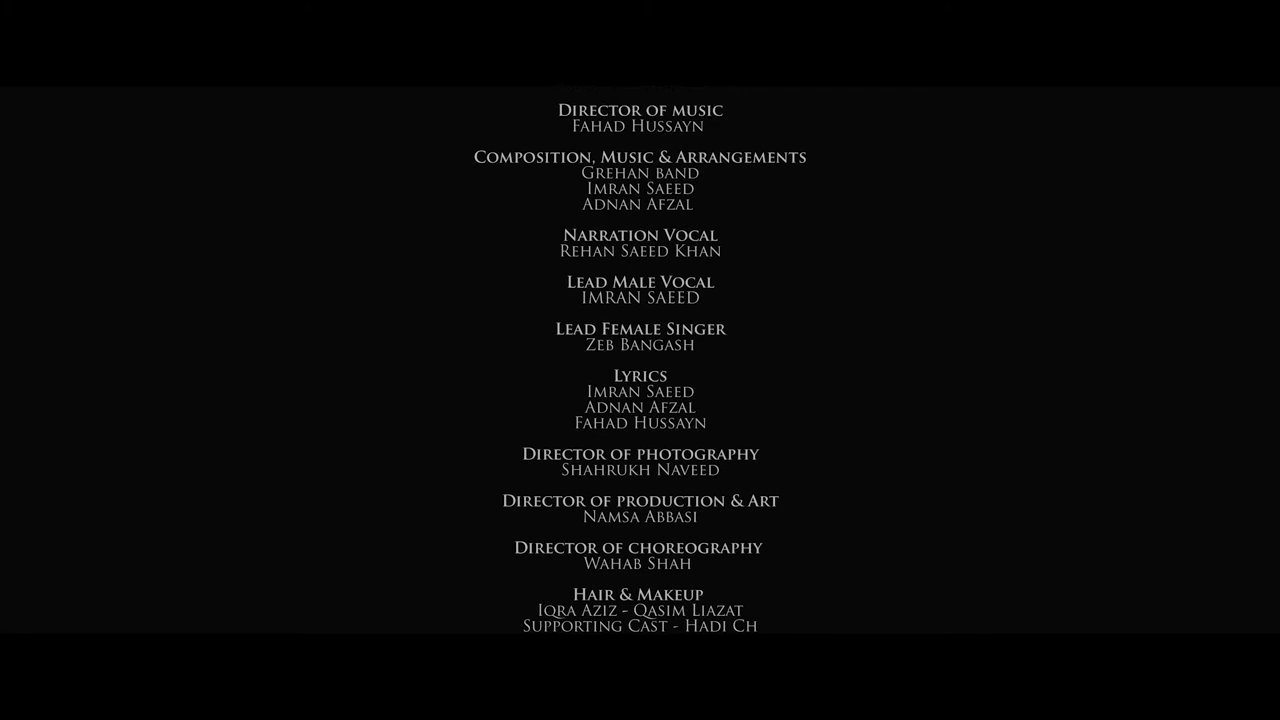 Director of music
Fahad Hussayn
Composition, Music & Arrangements
Grehan band
Imran Saeed
Adnan Afzal
Narration Vocal
Rehan Saeed Khan
Lead Male Vocal
IMRAN SAEED
Lead Female Singer
Zeb Bangash
Lyrics
Imran Saeed
Adnan Afzal
Fahad Hussayn
Director of photography
Shahrukh Naveed
Director of production & Art
Namsa Abbasi
Director of choreography
Wahab Shah
Hair & Makeup
Iqra Aziz - Qasim Liazat
Supporting Cast - Hadi Ch